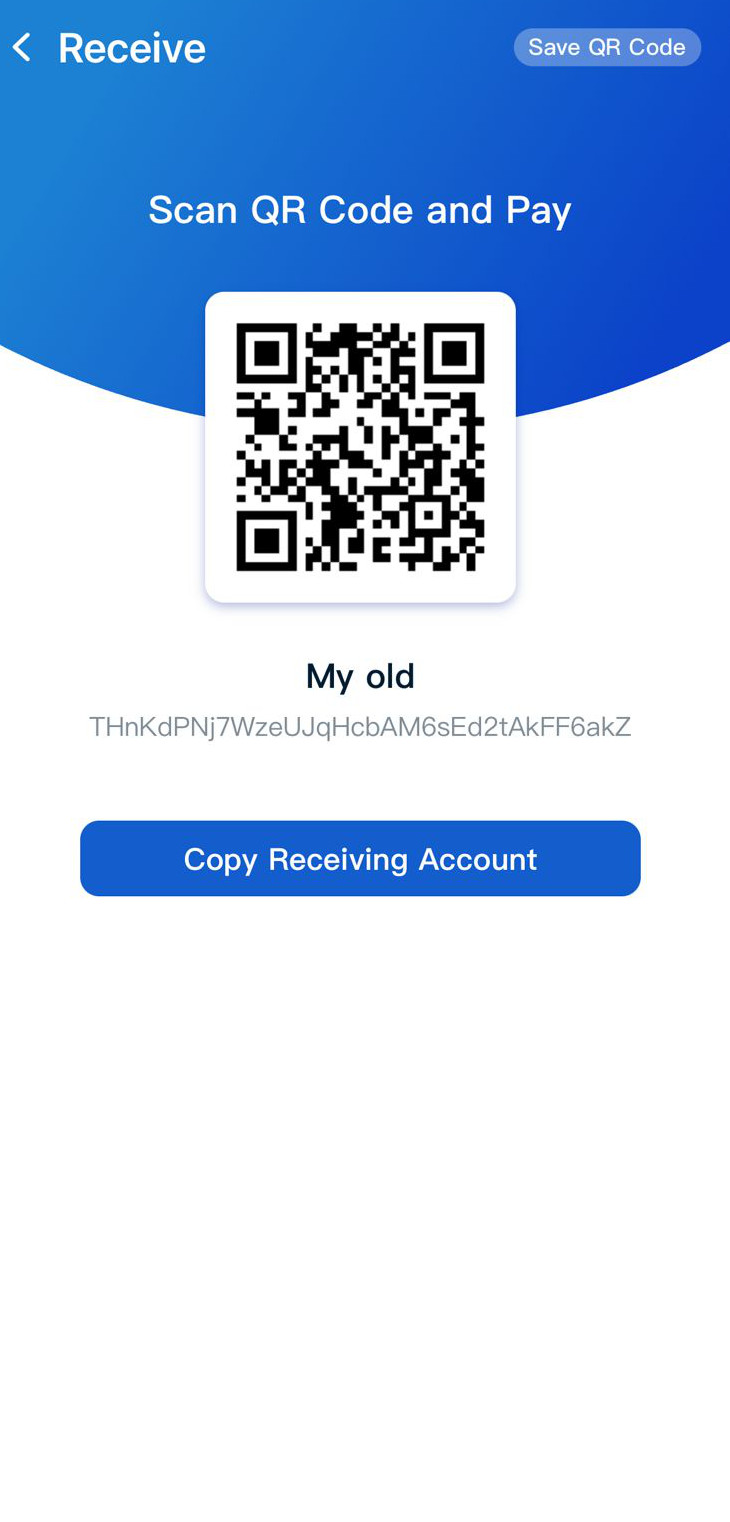 Receive
Save QR Code
Scan QR Code and Pay
My old
THnKdPNj7WzeUJqHcbAM6sEd2tAkFF6akZ
Copy Receiving Account